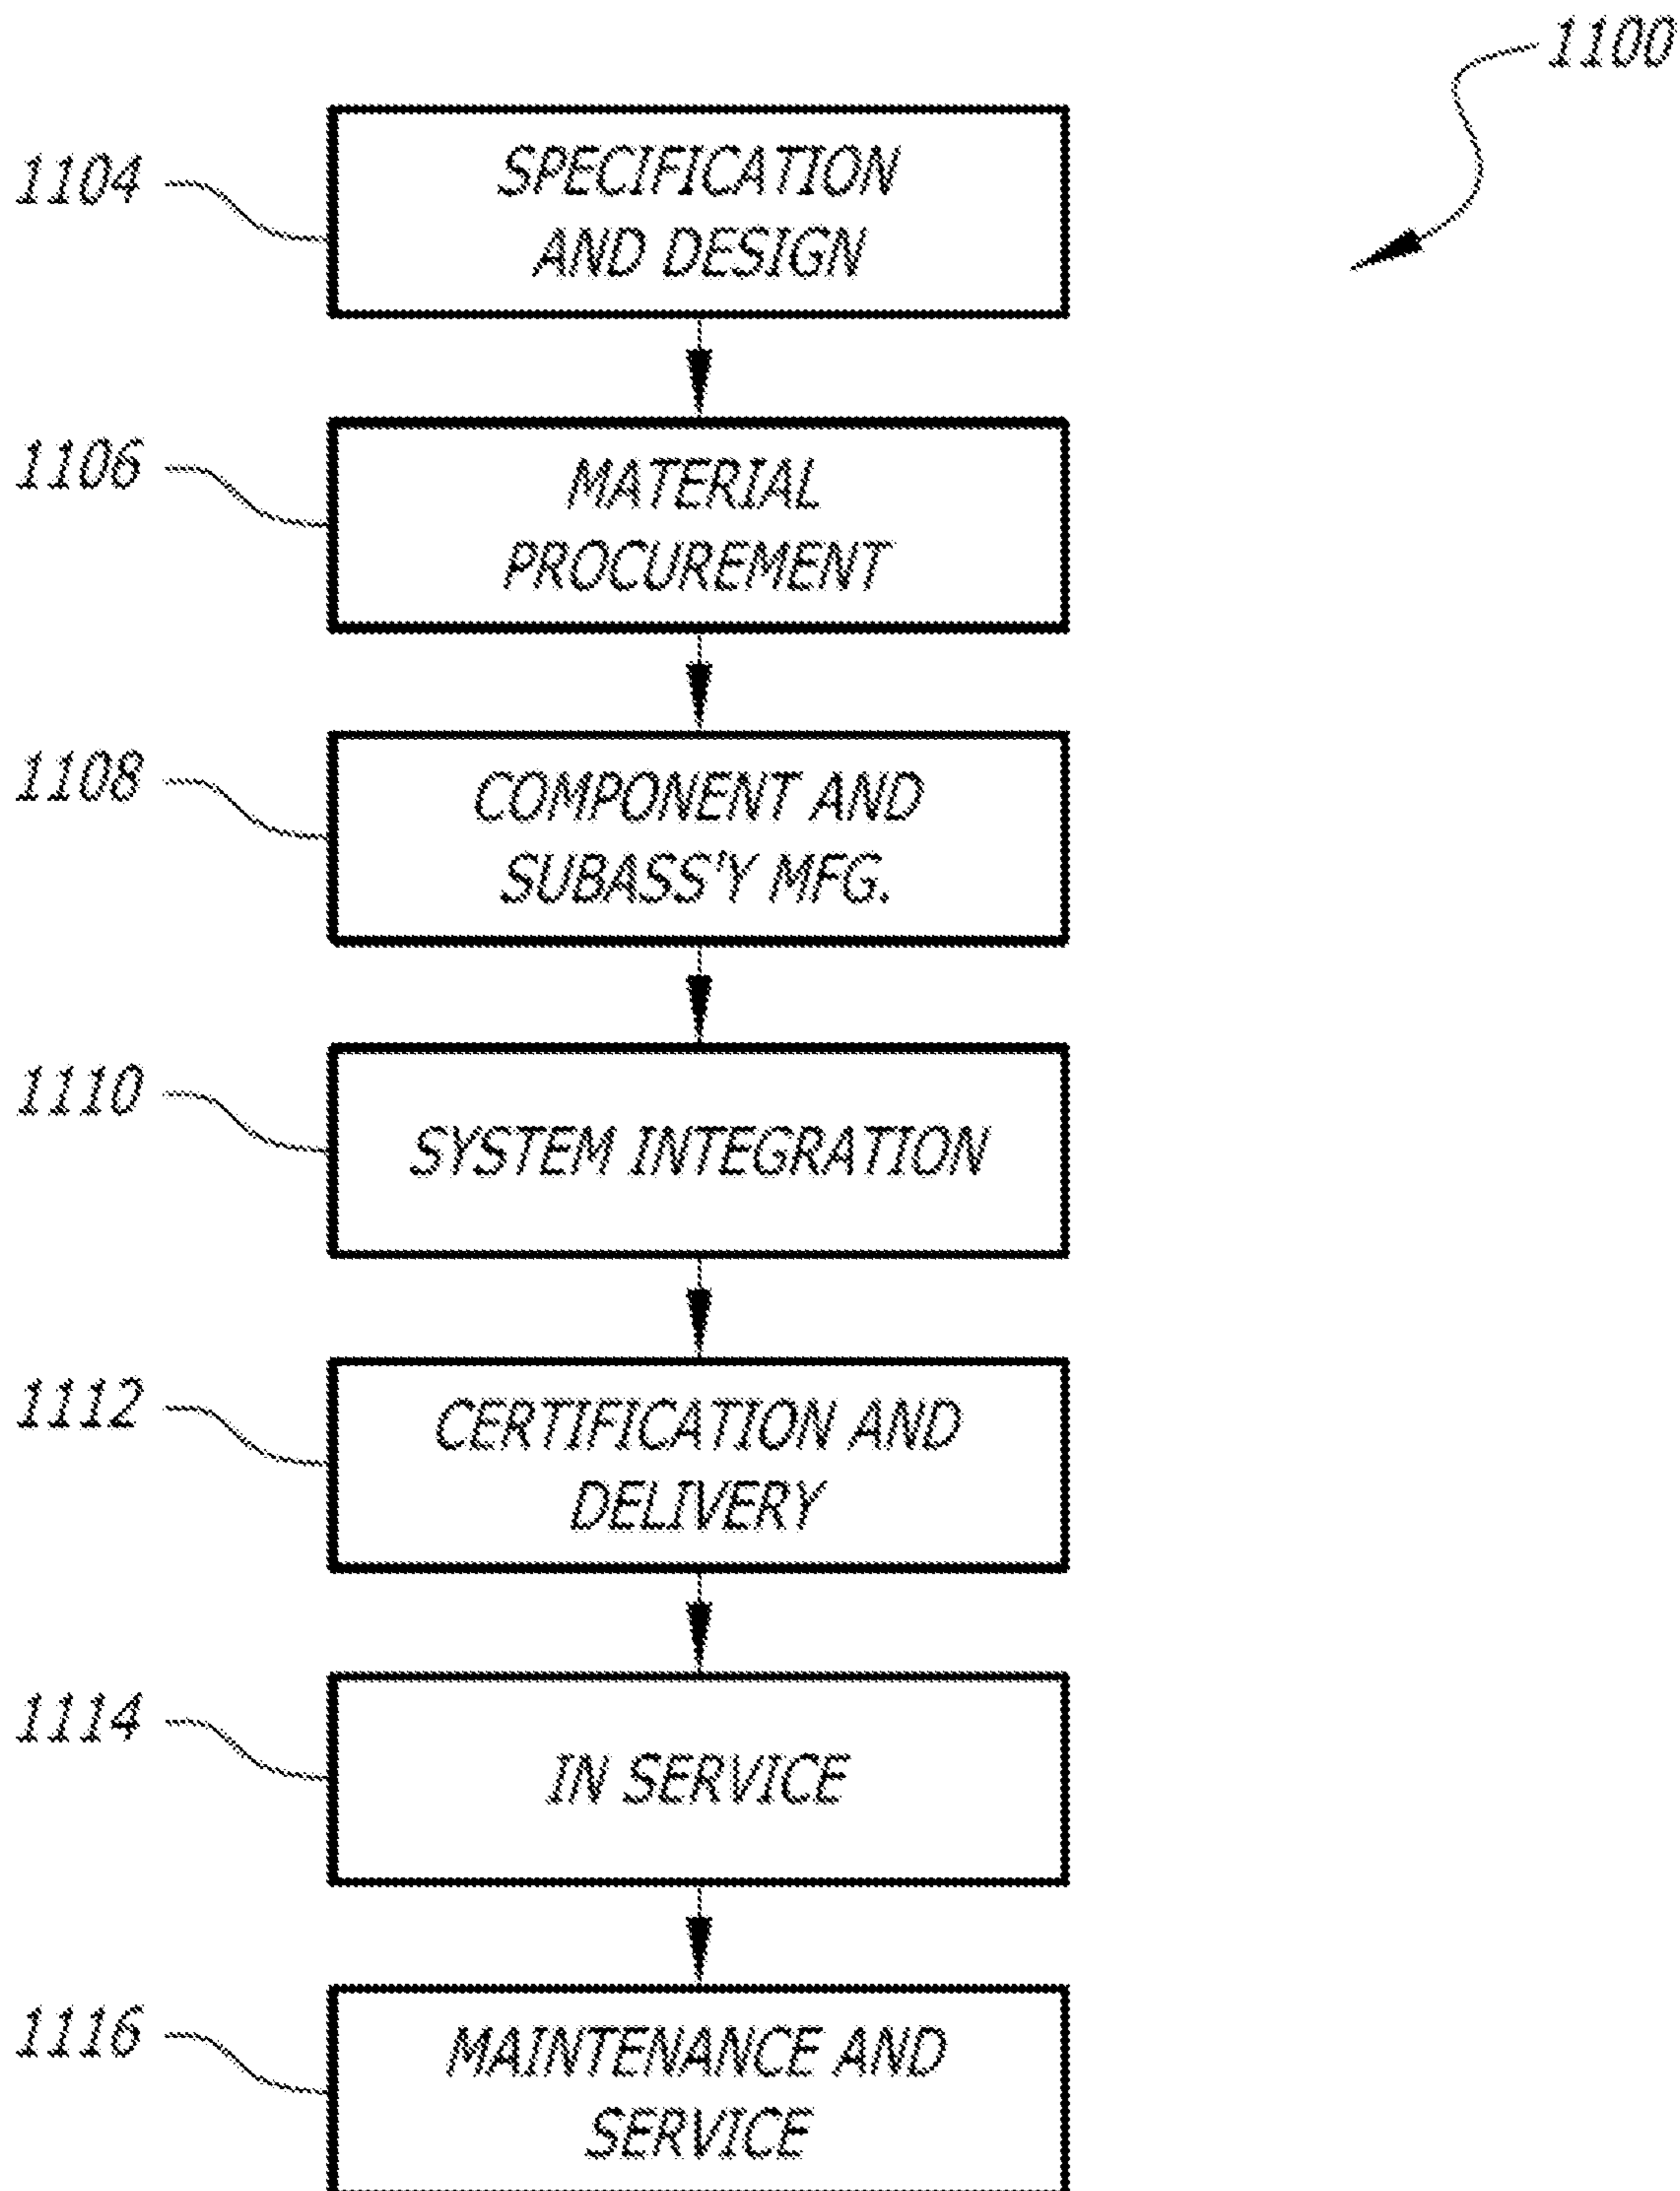 1100
1104
SPECIFICATION
AND DESIGN
1106
MATERIAL
PROCUREMENT
1108
COMPONENT AND
SUBASS'Y MFG.
1110
SYSTEM INTEGRATION
1112
CERTIFICATION AND
DELIVERY
1114
IN SERVICE
1116
MAINTENANCE AND
SERVICE